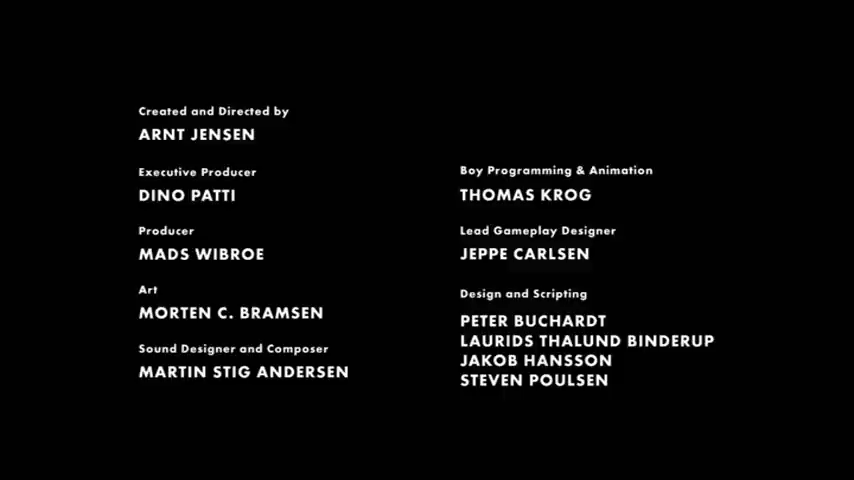 Created and Directed by
ARNT JENSEN
Executive Producer
DINO PATTI
Producer
MADS WIBROE
Art
MORTEN C. BRAMSEN
Sound Designer and Composer
MARTIN STIG ANDERSEN
Boy Programming & Animation
THOMAS KROG
Lead Gameplay Designer
JEPPE CARLSEN
Design and Scripting
PETER BUCHARDT
LAURIDS THALUND BINDERUP
JAKOB HANSSON
STEVEN POULSEN